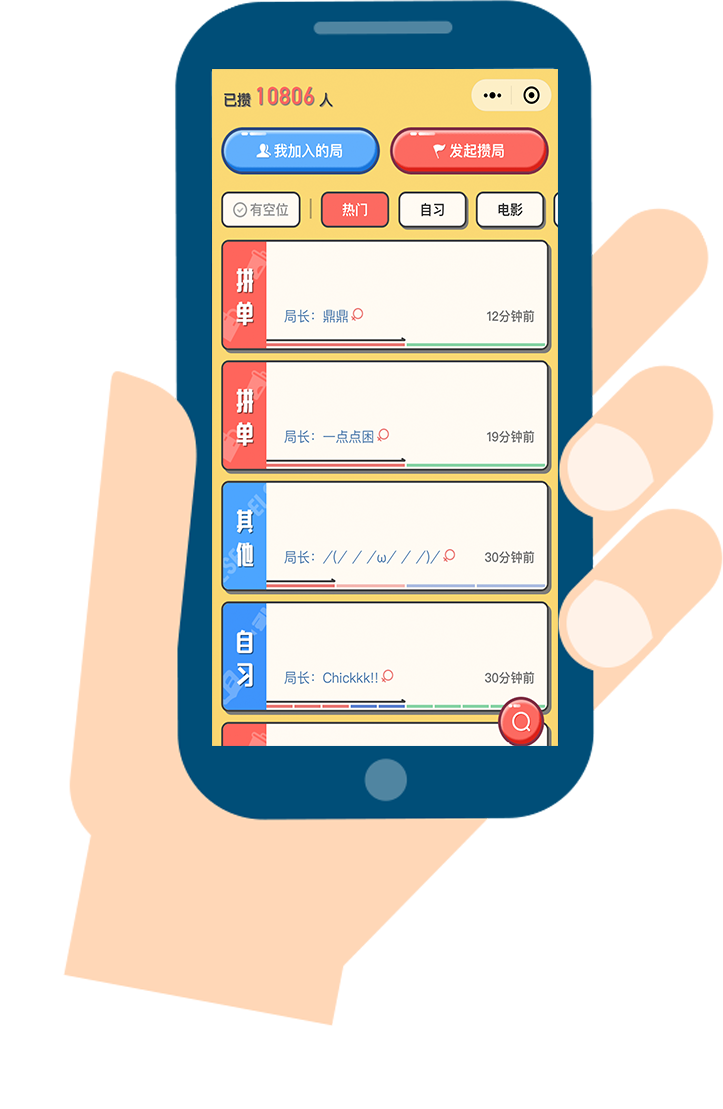 已攒 10806 人
我加入的局 发起攒局
有空位 热门 自习 电影
拼单
局长：鼎鼎 12分钟前
拼单
局长：一点点困 19分钟前
其他
局长：/(/ / /ω/ / /)/ 30分钟前
自习
局长：Chickkk!! 30分钟前